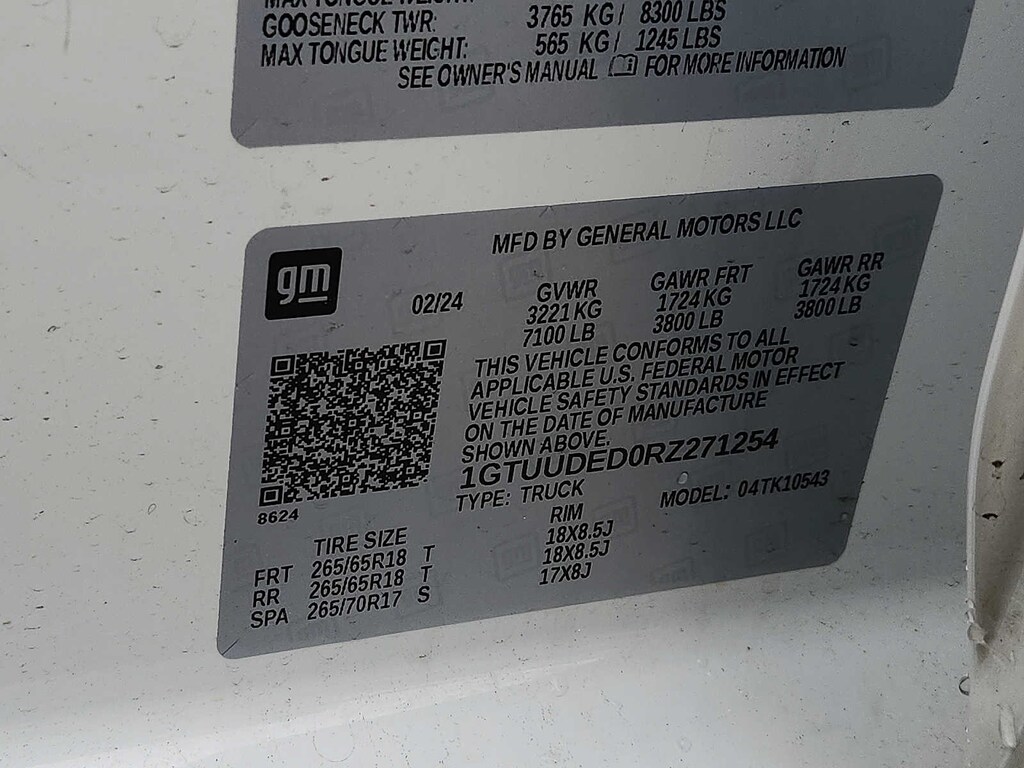 MAX TONGUE WEIGHT:
GOOSENECK TWR: 3765 KG / 8300 LBS
MAX TONGUE WEIGHT: 565 KG / 1245 LBS
SEE OWNER'S MANUAL FOR MORE INFORMATION
MFD BY GENERAL MOTORS LLC
gm
02/24
GVWR GAWR FRT GAWR RR
3221 KG 1724 KG 1724 KG
7100 LB 3800 LB 3800 LB
THIS VEHICLE CONFORMS TO ALL
APPLICABLE U.S. FEDERAL MOTOR
VEHICLE SAFETY STANDARDS IN EFFECT
ON THE DATE OF MANUFACTURE
SHOWN ABOVE.
1GTUUDED0RZ271254
TYPE: TRUCK MODEL: 04TK10543
8624
TIRE SIZE RIM
FRT 265/65R18 T 18X8.5J
RR 265/65R18 T 18X8.5J
SPA 265/70R17 S 17X8J